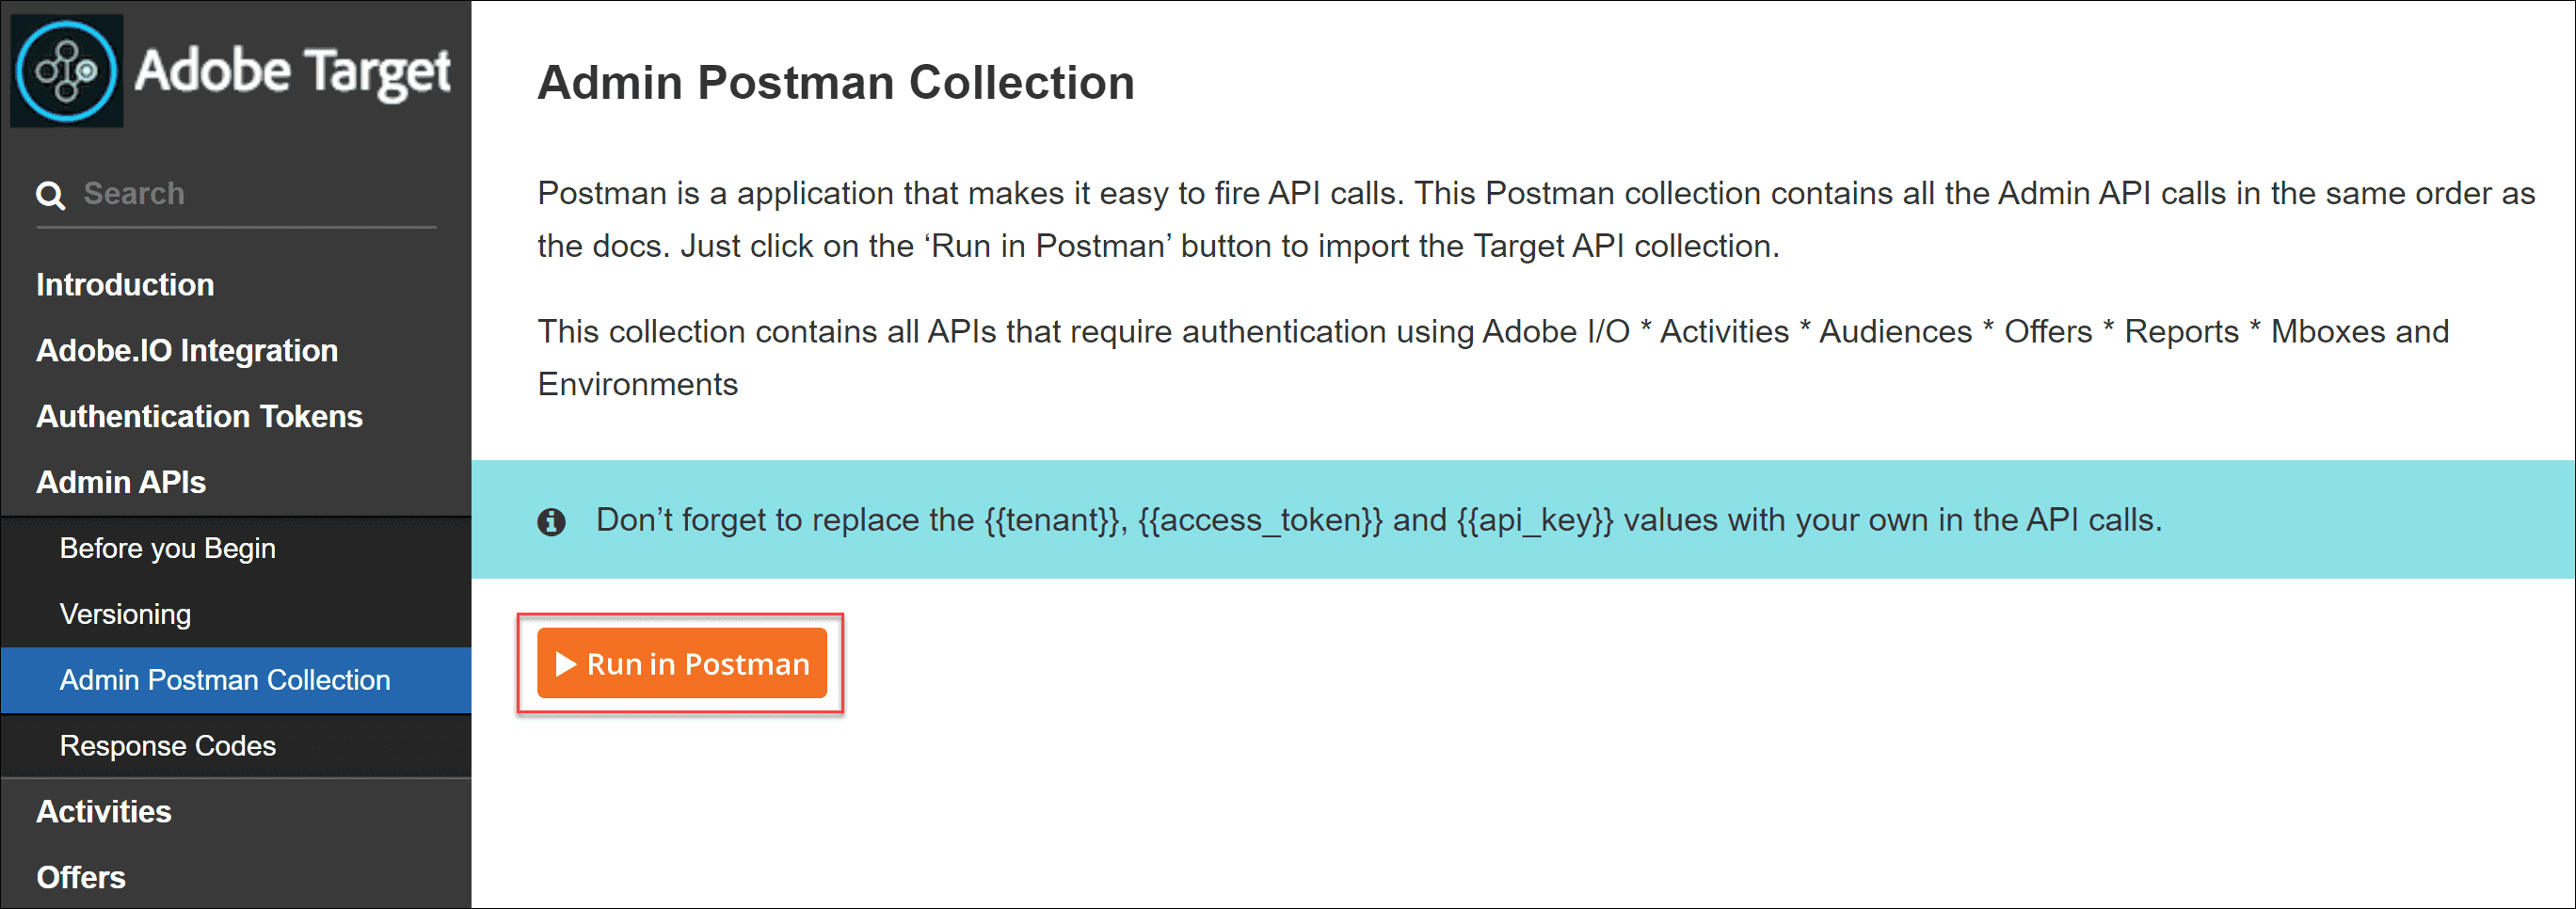 Adobe Target
Search
Introduction
Adobe.IO Integration
Authentication Tokens
Admin APIs
Before you Begin
Versioning
Admin Postman Collection
Response Codes
Activities
Offers
Admin Postman Collection
Postman is a application that makes it easy to fire API calls. This Postman collection contains all the Admin API calls in the same order as
the docs. Just click on the ‘Run in Postman’ button to import the Target API collection.
This collection contains all APIs that require authentication using Adobe I/O * Activities * Audiences * Offers * Reports * Mboxes and
Environments
Don’t forget to replace the {{tenant}}, {{access_token}} and {{api_key}} values with your own in the API calls.
Run in Postman